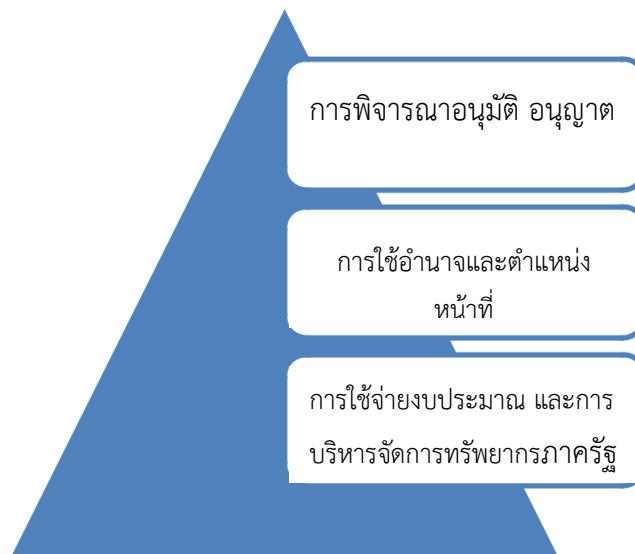 การพิจารณาอนุมัติ อนุญาต
การใช้อำนาจและตำแหน่ง
หน้าที่
การใช้จ่ายงบประมาณ และการ
บริหารจัดการทรัพยากรภาครัฐ